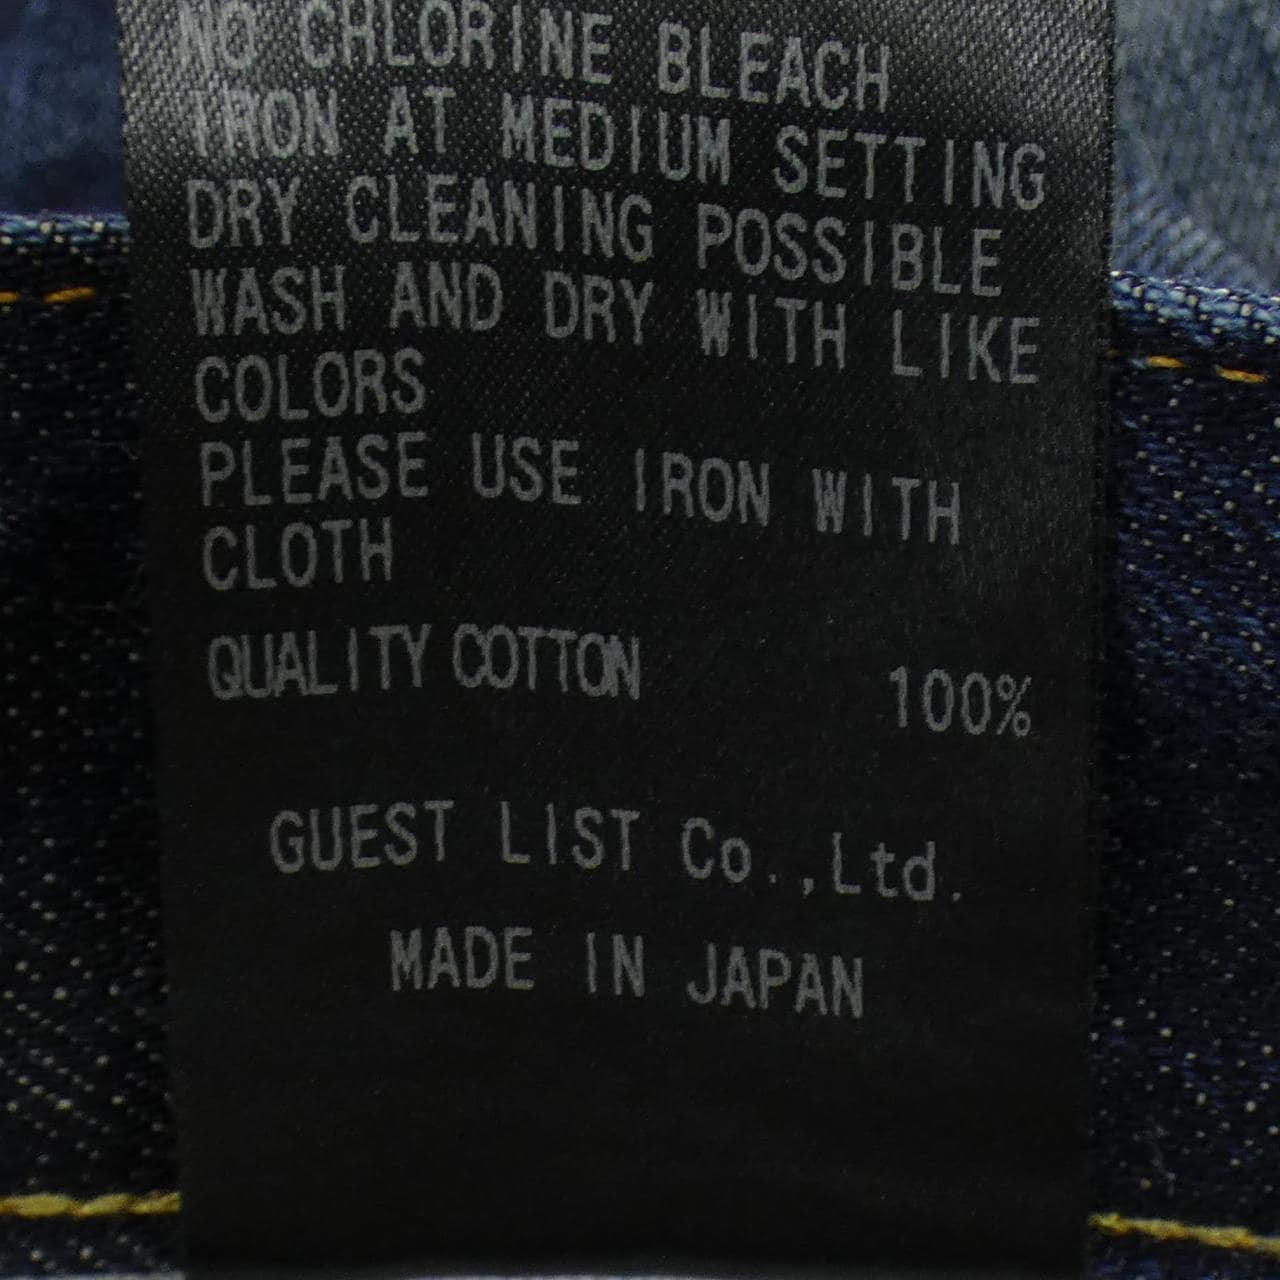 NO CHLORINE BLEACH
IRON AT MEDIUM SETTING
DRY CLEANING POSSIBLE
WASH AND DRY WITH LIKE
COLORS
PLEASE USE IRON WITH
CLOTH
QUALITY COTTON 100%
GUEST LIST Co.,Ltd.
MADE IN JAPAN